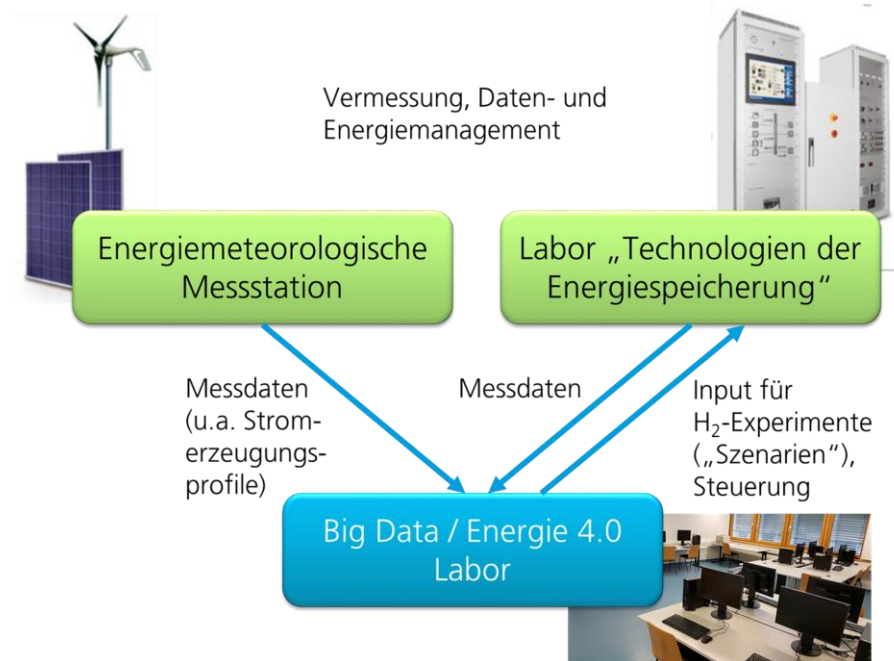 Vermessung, Daten- und
Energiemanagement
Energiemeteorologische
Messstation
Labor „Technologien der
Energiespeicherung“
Messdaten
(u.a. Strom-
erzeugungs-
profile)
Messdaten
Input für
H₂-Experimente
(„Szenarien“),
Steuerung
Big Data / Energie 4.0
Labor